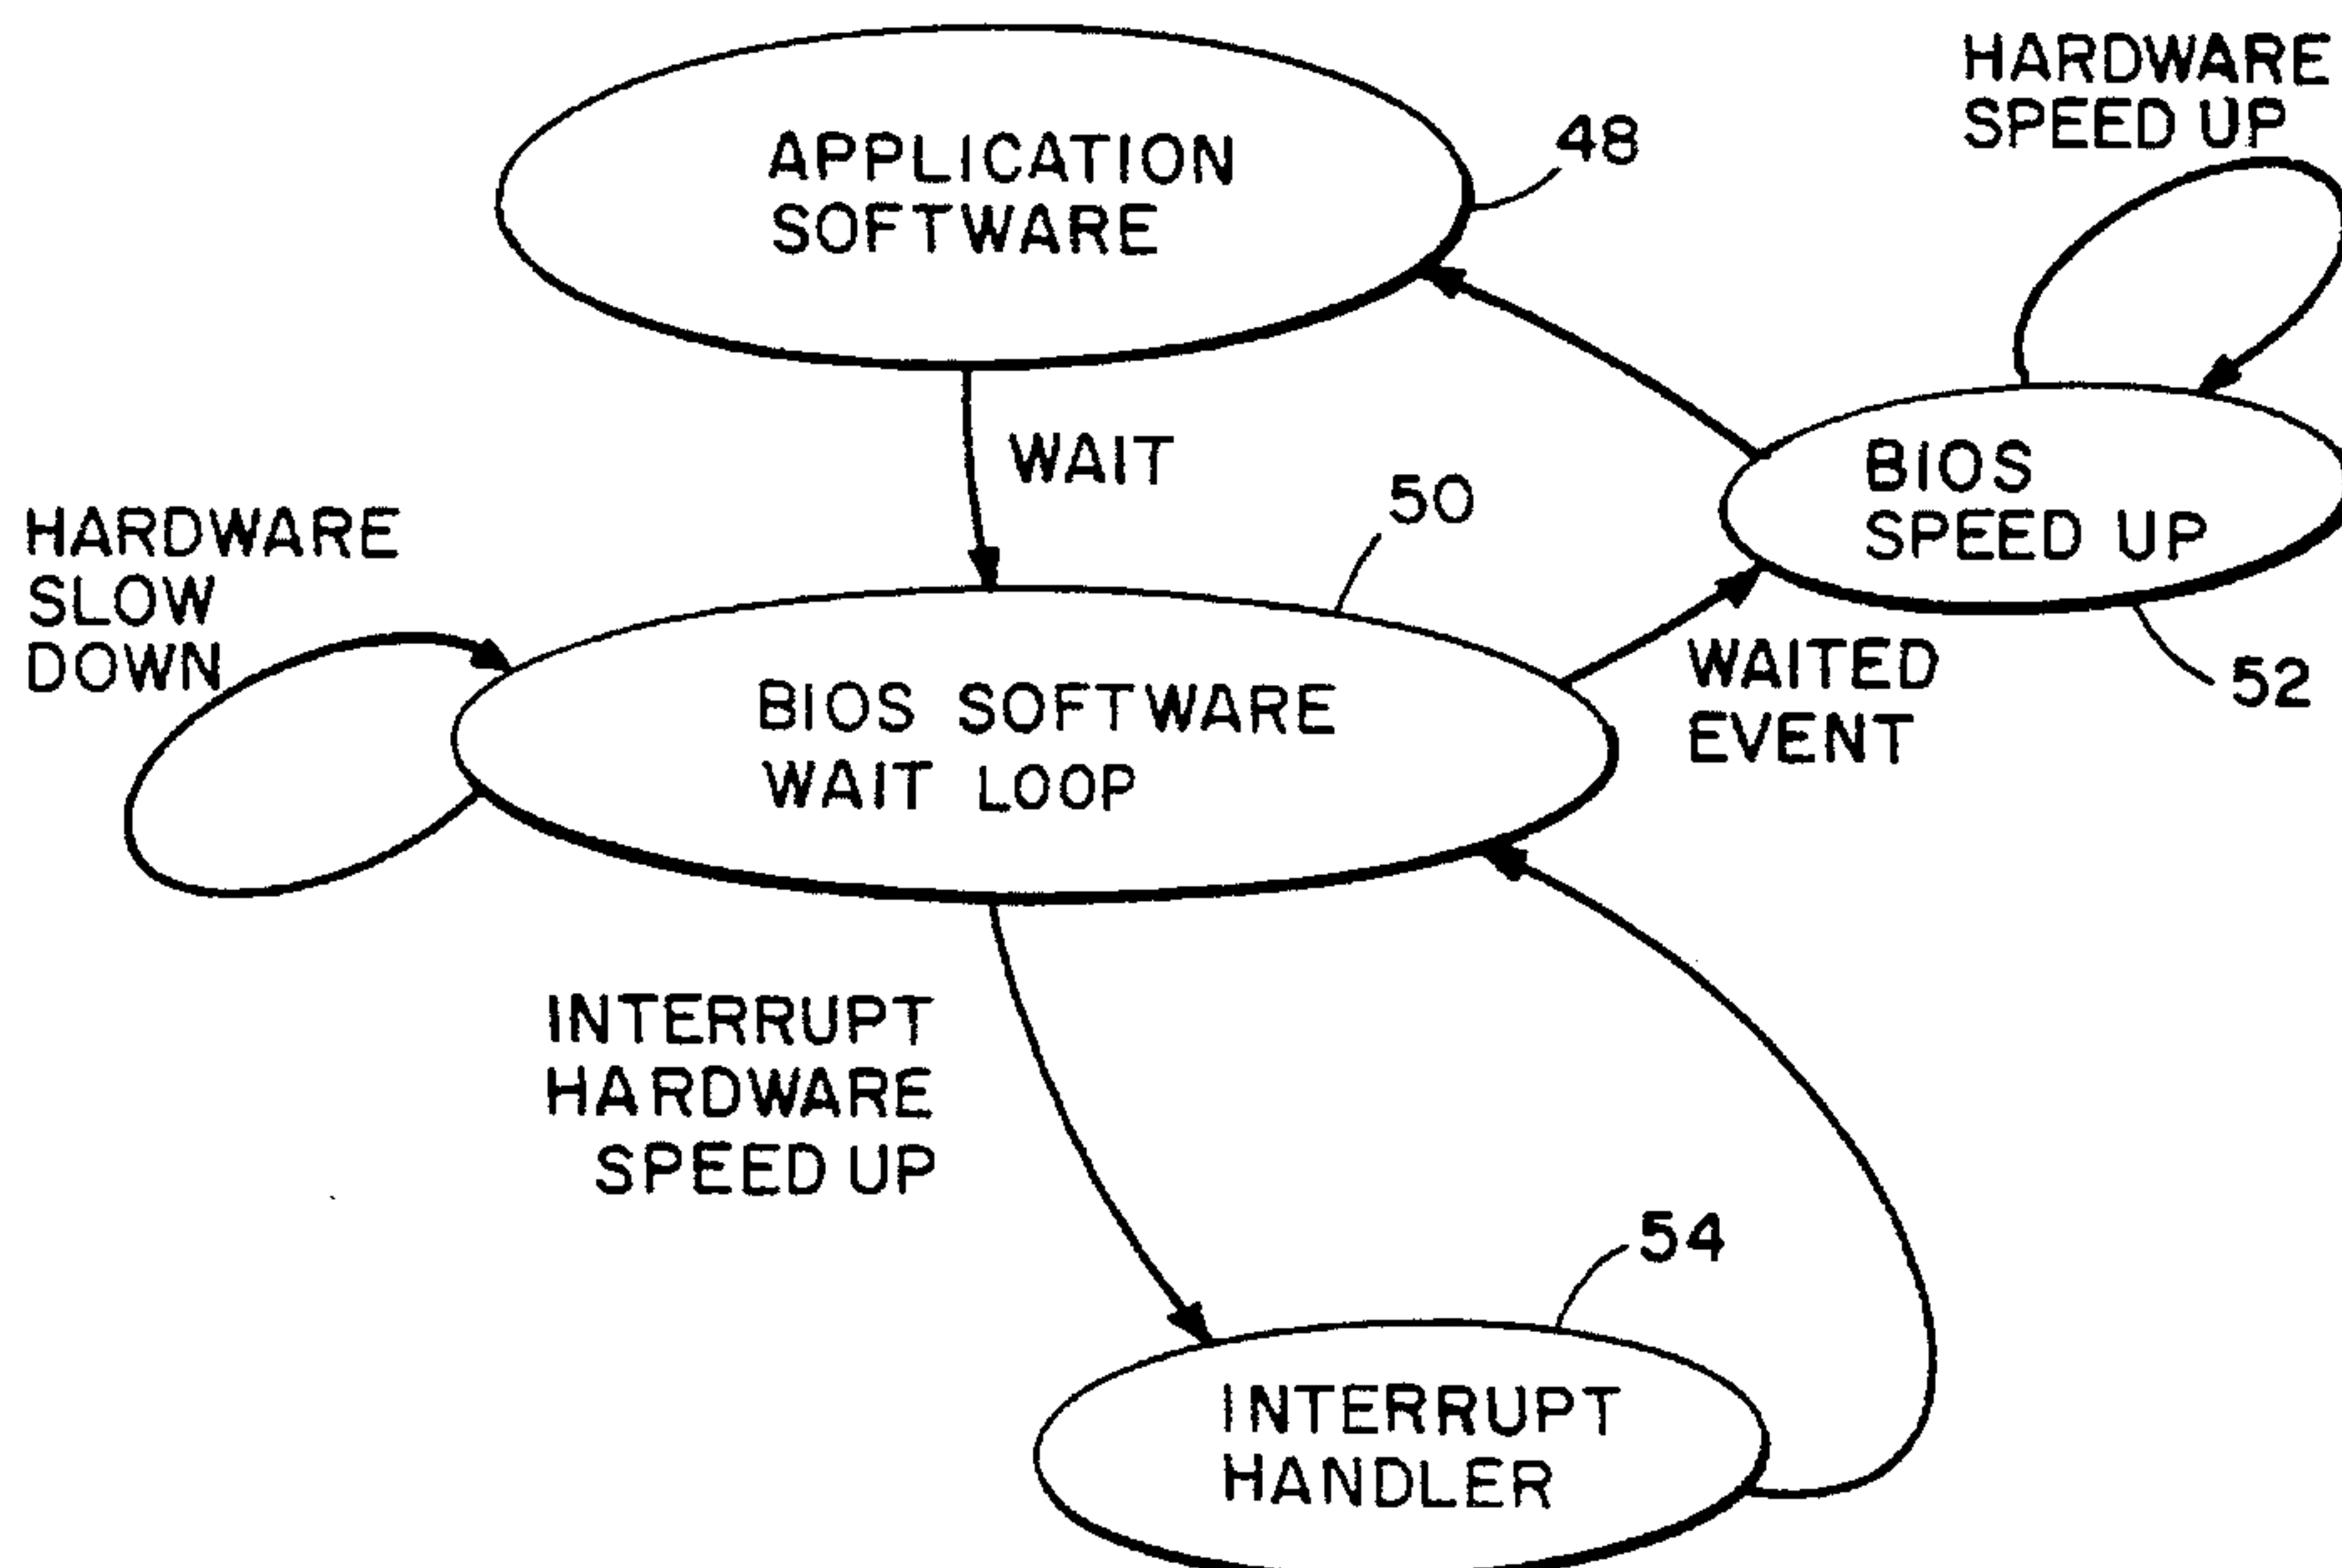 APPLICATION
SOFTWARE
48
HARDWARE
SPEED UP
WAIT
50
BIOS
SPEED UP
HARDWARE
SLOW
DOWN
BIOS SOFTWARE
WAIT LOOP
WAITED
EVENT
52
INTERRUPT
HARDWARE
SPEED UP
54
INTERRUPT
HANDLER